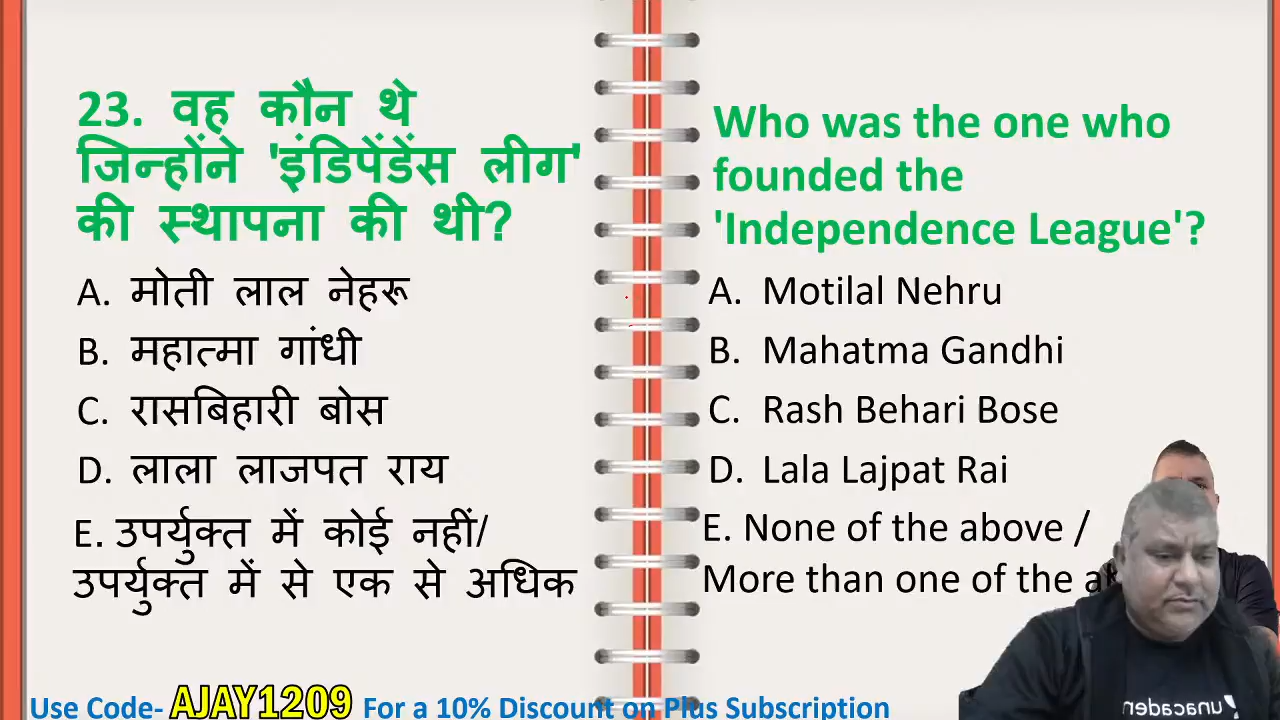 23. वह कौन थे
जिन्होंने 'इंडिपेंडेंस लीग'
की स्थापना की थी?
A. मोती लाल नेहरू
B. महात्मा गांधी
C. रासबिहारी बोस
D. लाला लाजपत राय
E. उपर्युक्त में कोई नहीं/
उपर्युक्त में से एक से अधिक
Who was the one who
founded the
'Independence League'?
A. Motilal Nehru
B. Mahatma Gandhi
C. Rash Behari Bose
D. Lala Lajpat Rai
E. None of the above /
More than one of the
Use Code- AJAY1209 For a 10% Discount on Plus Subscription